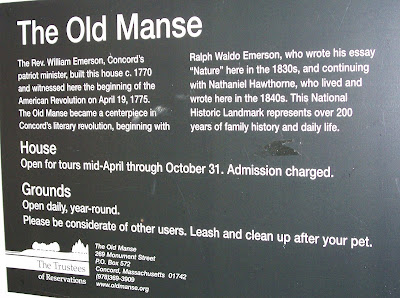 The Old Manse
The Rev. William Emerson, Concord's
patriot minister, built this house c. 1770
and witnessed here the beginning of the
American Revolution on April 19, 1775.
The Old Manse became a centerpiece in
Concord's literary revolution, beginning with
Ralph Waldo Emerson, who wrote his essay
"Nature" here in the 1830s, and continuing
with Nathaniel Hawthorne, who lived and
wrote here in the 1840s. This National
Historic Landmark represents over 200
years of family history and daily life.
House
Open for tours mid-April through October 31. Admission charged.
Grounds
Open daily, year-round.
Please be considerate of other users. Leash and clean up after your pet.
The Trustees
of Reservations
The Old Manse
269 Monument Street
P.O. Box 572
Concord, Massachusetts 01742
(978)369-3909
www.oldmanse.org